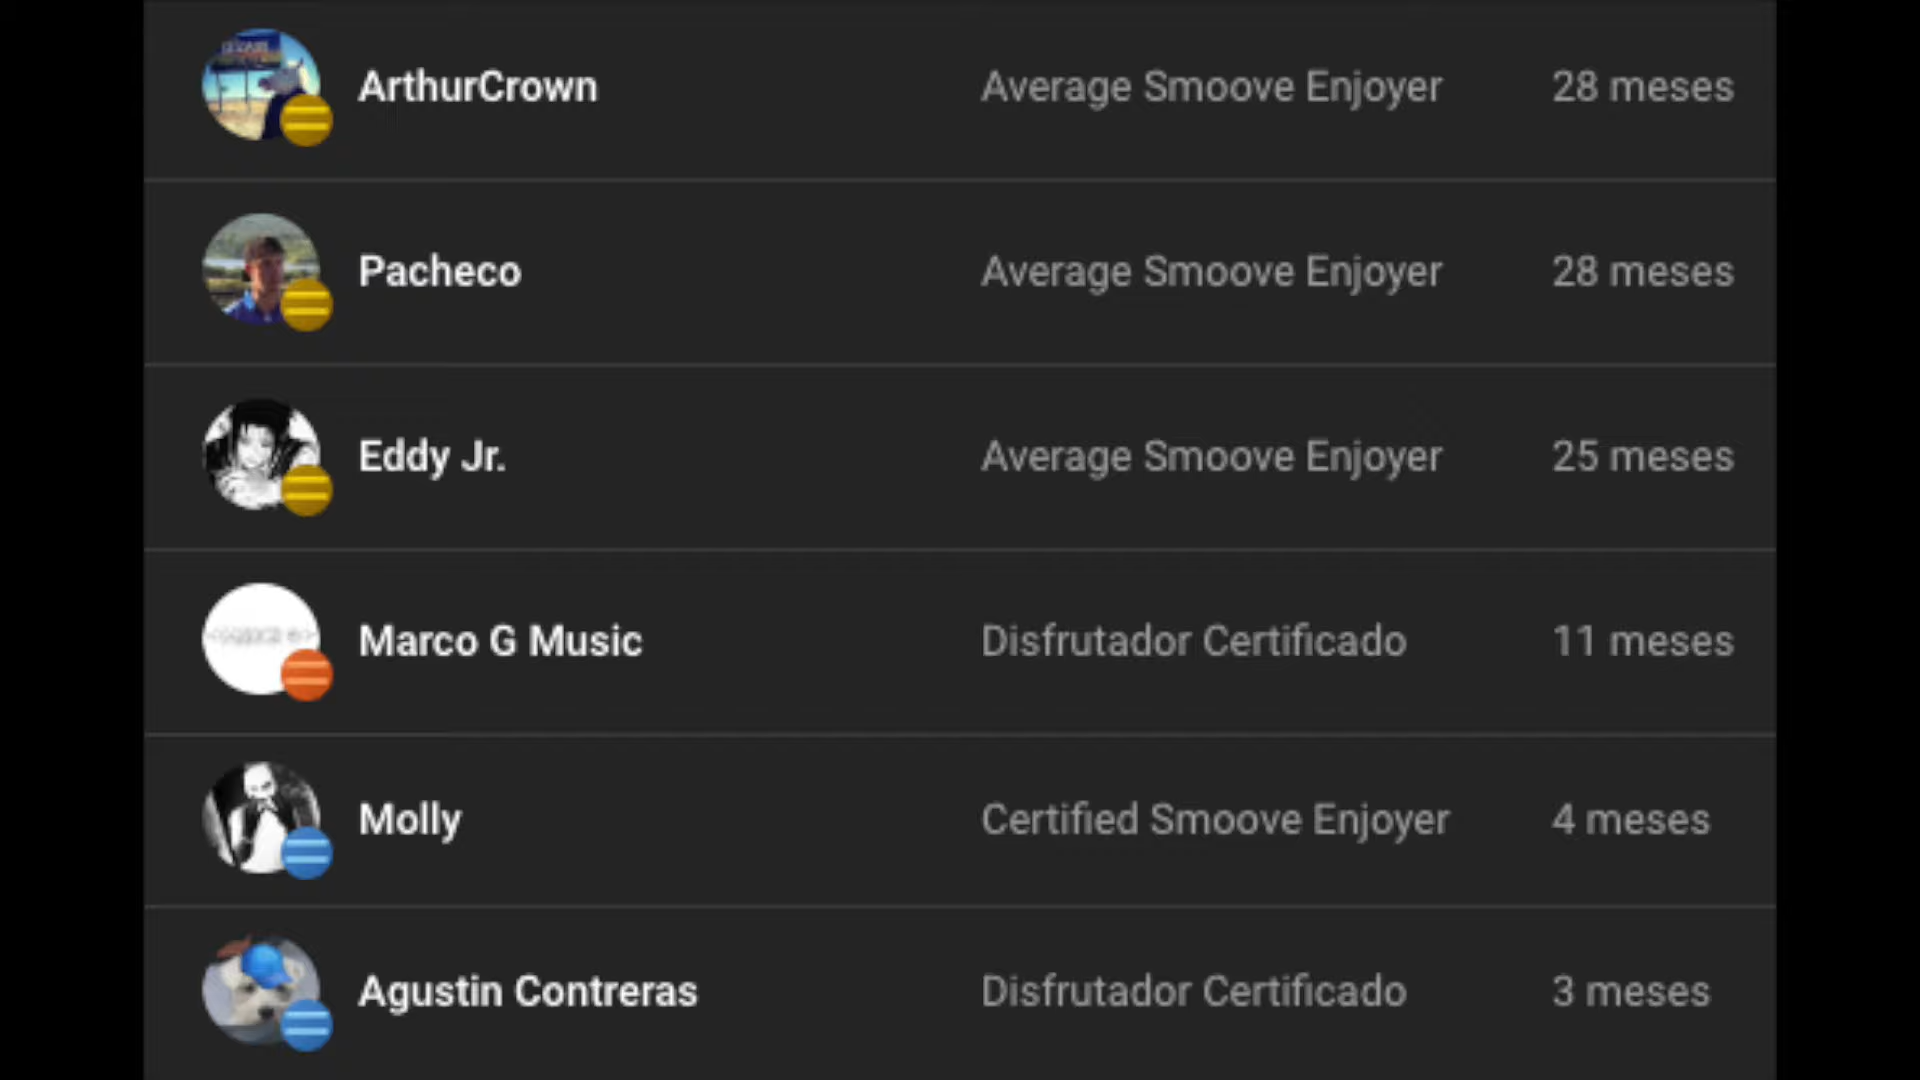 ArthurCrown Average Smoove Enjoyer 28 meses
Pacheco Average Smoove Enjoyer 28 meses
Eddy Jr. Average Smoove Enjoyer 25 meses
Marco G Music Disfrutador Certificado 11 meses
Molly Certified Smoove Enjoyer 4 meses
Agustin Contreras Disfrutador Certificado 3 meses